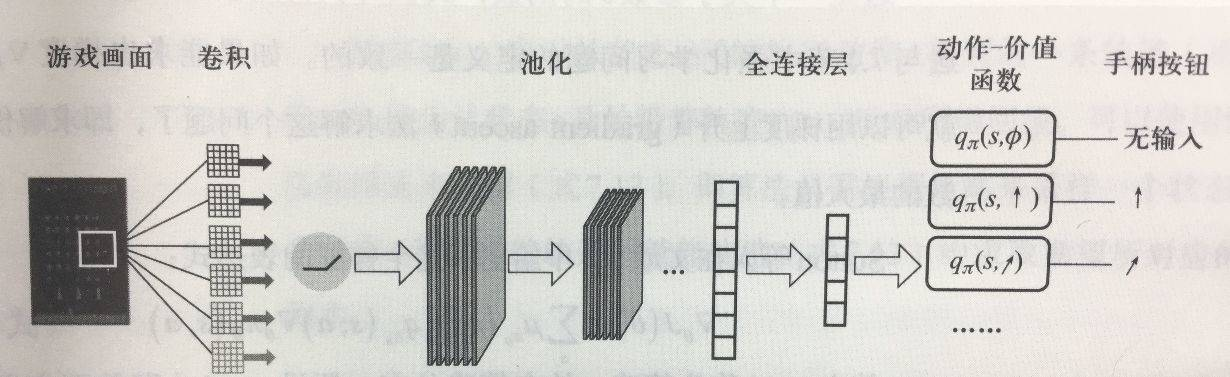 游戏画面
卷积
池化
全连接层
动作–价值
函数
手柄按钮
qπ(s,ϕ)
无输入
qπ(s,↑)
↑
qπ(s,↗)
↗
...
……